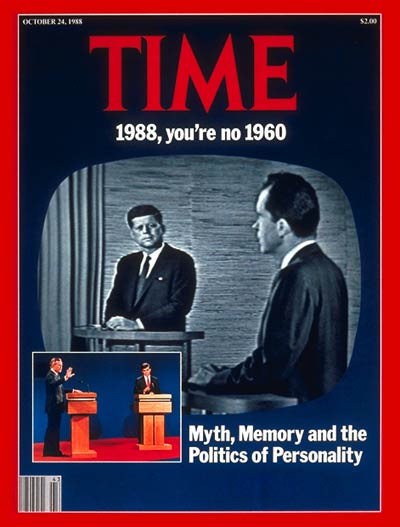 OCTOBER 24, 1988 $2.00
TIME
1988, you're no 1960
Myth, Memory and the
Politics of Personality